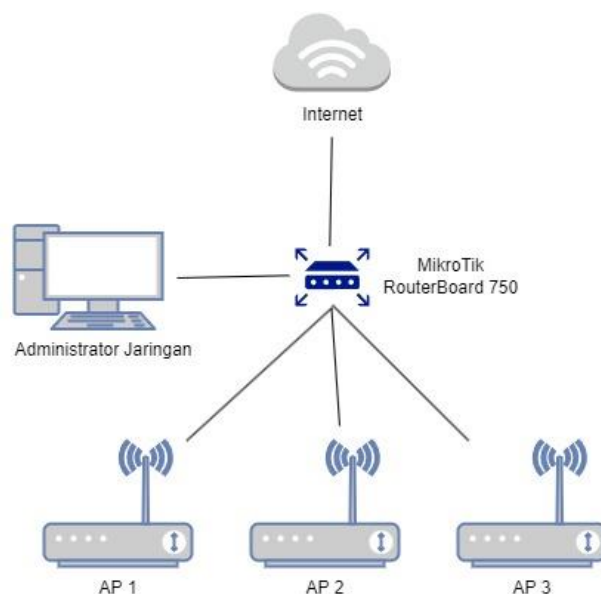 Internet
MikroTik
RouterBoard 750
Administrator Jaringan
AP 1
AP 2
AP 3